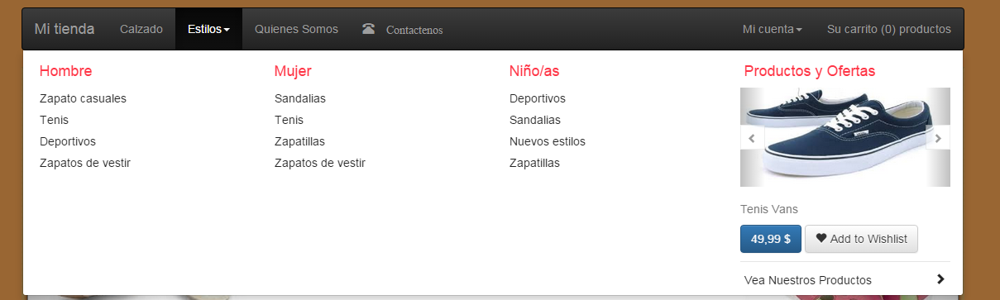 Mi tienda Calzado Estilos Quienes Somos Contactenos Mi cuenta Su carrito (0) productos
Hombre
Zapato casuales
Tenis
Deportivos
Zapatos de vestir
Mujer
Sandalias
Tenis
Zapatillas
Zapatos de vestir
Niño/as
Deportivos
Sandalias
Nuevos estilos
Zapatillas
Productos y Ofertas
Tenis Vans
49,99 $ Add to Wishlist
Vea Nuestros Productos